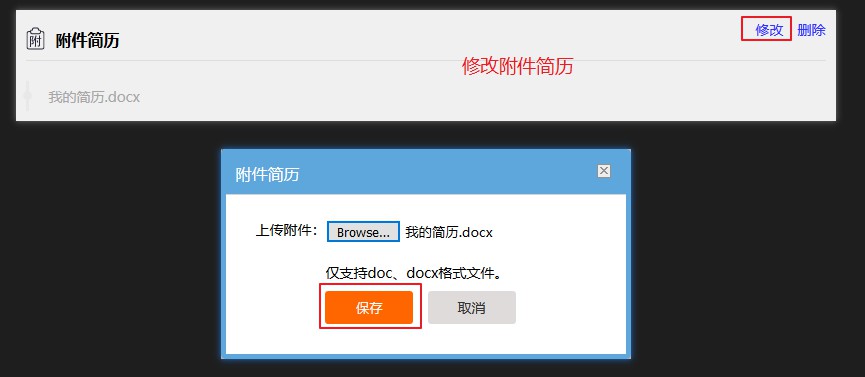 附 附件简历
修改 删除
修改附件简历
我的简历.docx
附件简历
上传附件： Browse... 我的简历.docx
仅支持doc、docx格式文件。
保存 取消